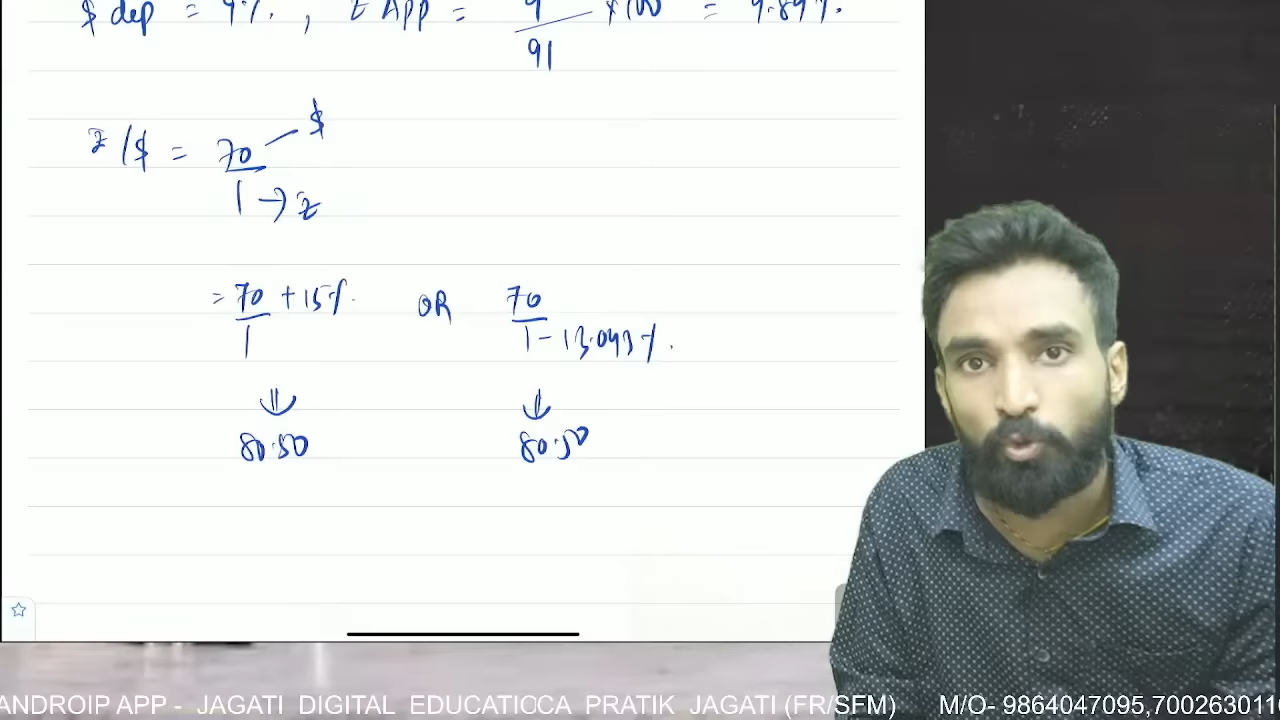 $ dep = 9%. , ₹ App = 9/91 × 100 = 9.89%.
₹/$ = 70 — $
1 → ₹
= 70/1 + 15%. OR 70/1 - 13.043%.
80.50 80.50
ANDROIP APP - JAGATI DIGITAL EDUCATIOCA PRATIK JAGATI (FR/SFM) M/O- 9864047095,700263011